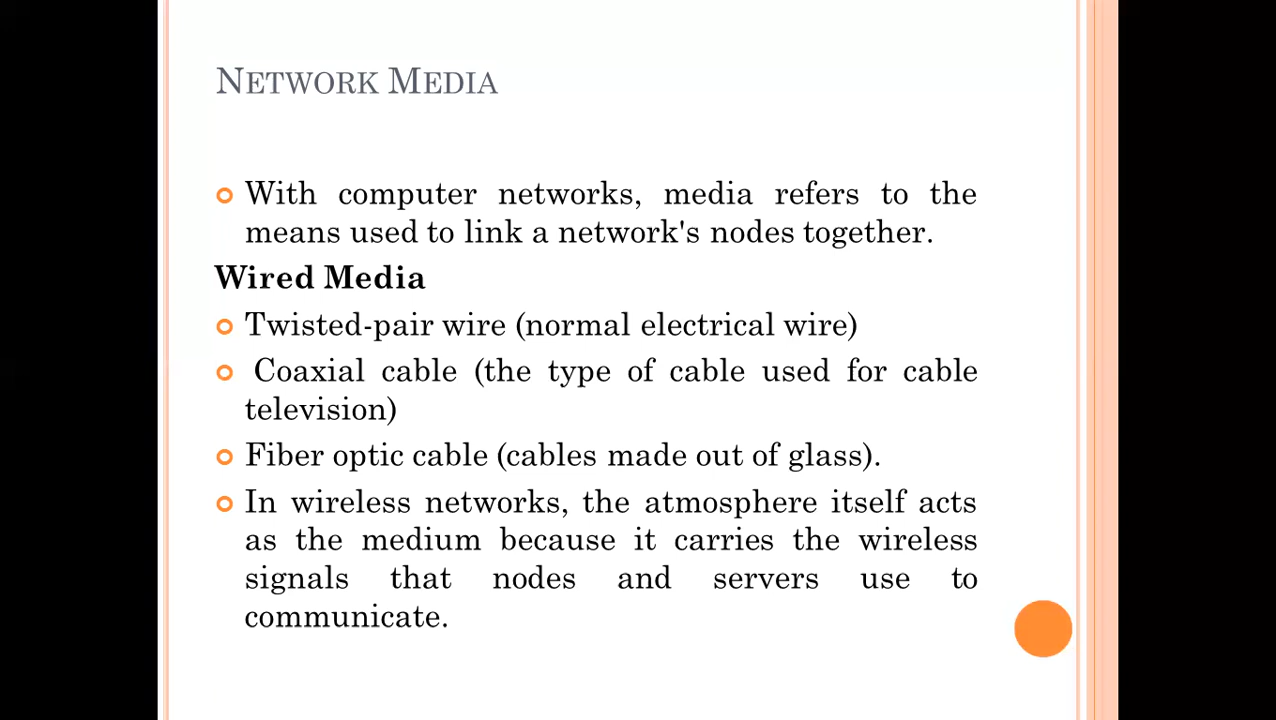 NETWORK MEDIA
With computer networks, media refers to the
means used to link a network's nodes together.
Wired Media
Twisted-pair wire (normal electrical wire)
Coaxial cable (the type of cable used for cable
television)
Fiber optic cable (cables made out of glass).
In wireless networks, the atmosphere itself acts
as the medium because it carries the wireless
signals that nodes and servers use to
communicate.